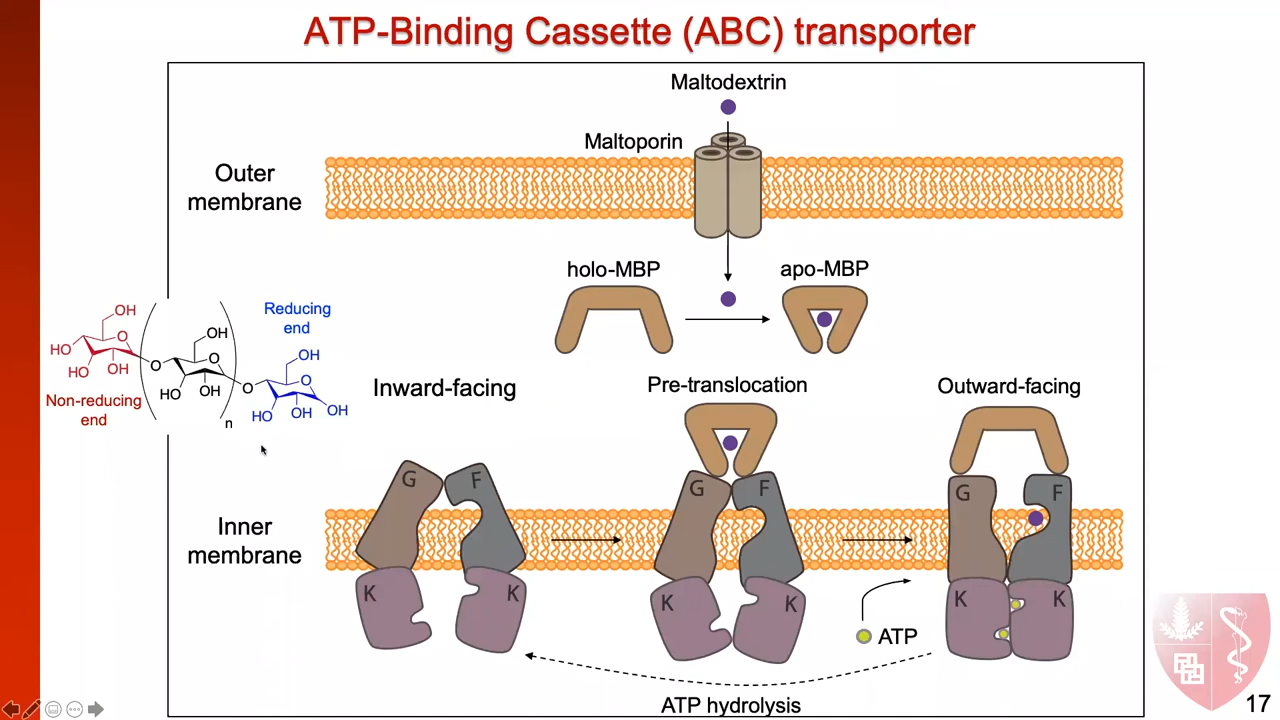 ATP-Binding Cassette (ABC) transporter
Maltodextrin
Maltoporin
Outer
membrane
holo-MBP
apo-MBP
OH
O
HO
HO
OH
Non-reducing
end
O
OH
O
HO
OH
n
O
Reducing
end
OH
O
HO
OH
OH
Inward-facing
Pre-translocation
Outward-facing
G
F
G
F
G
F
Inner
membrane
K
K
K
K
K
K
ATP
ATP hydrolysis
17